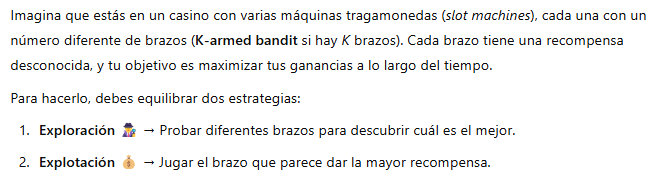 Imagina que estás en un casino con varias máquinas tragamonedas (slot machines), cada una con un
número diferente de brazos (K-armed bandit si hay K brazos). Cada brazo tiene una recompensa
desconocida, y tu objetivo es maximizar tus ganancias a lo largo del tiempo.
Para hacerlo, debes equilibrar dos estrategias:
1. Exploración 🕵️‍♂️ → Probar diferentes brazos para descubrir cuál es el mejor.
2. Explotación 💰 → Jugar el brazo que parece dar la mayor recompensa.